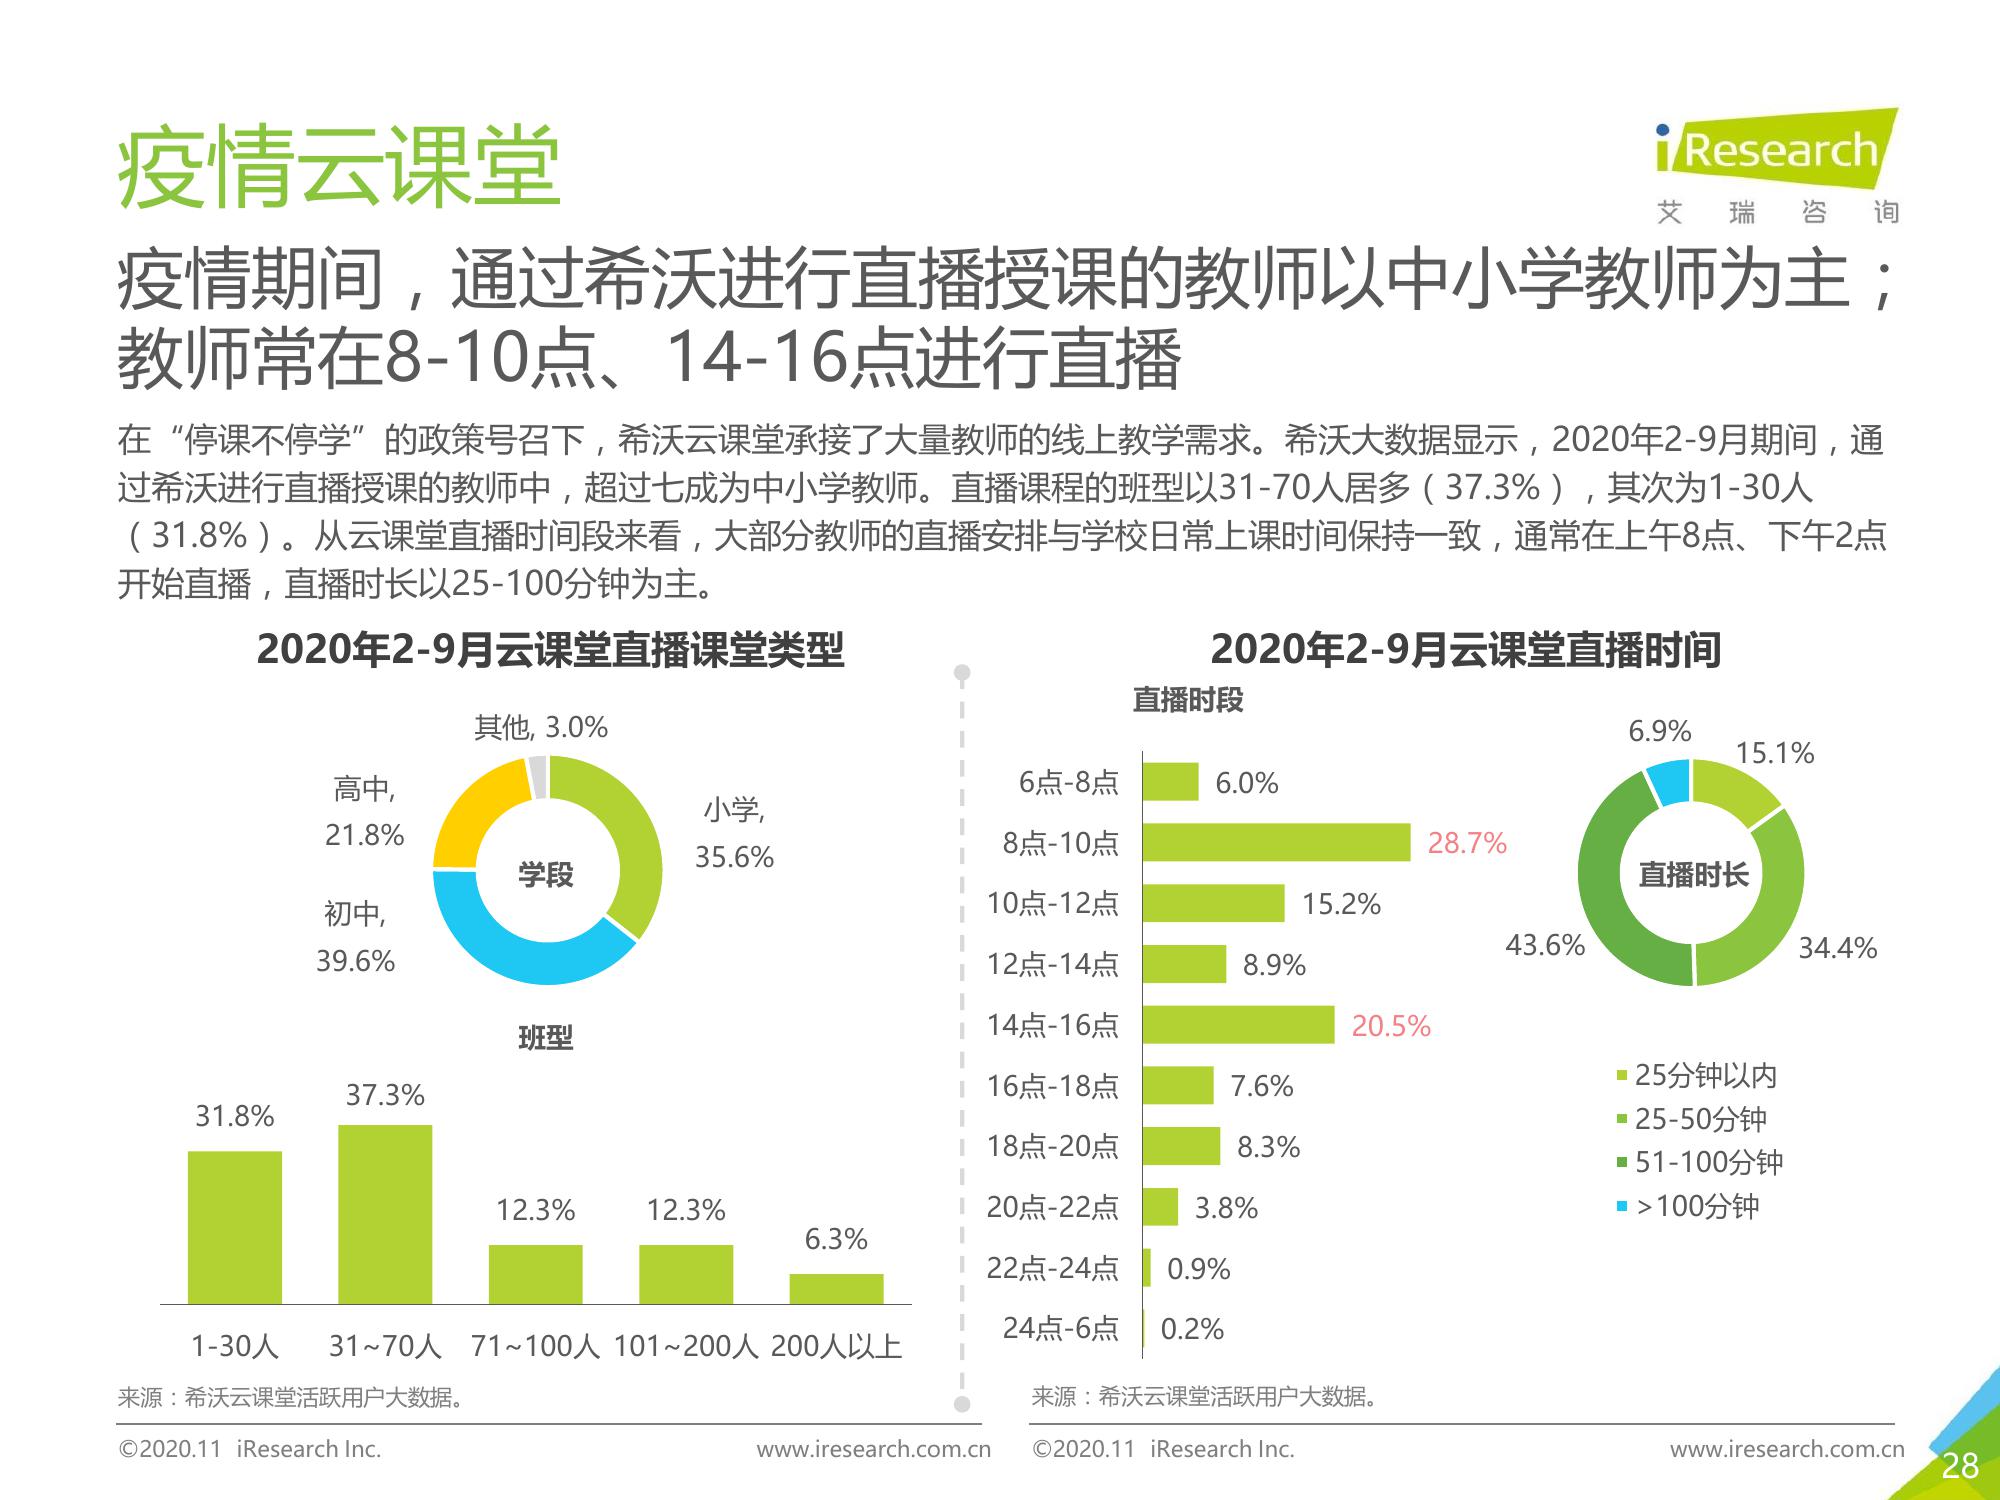 疫情云课堂
iResearch
艾瑞咨询
疫情期间，通过希沃进行直播授课的教师以中小学教师为主；
教师常在8-10点、14-16点进行直播
在“停课不停学”的政策号召下，希沃云课堂承接了大量教师的线上教学需求。希沃大数据显示，2020年2-9月期间，通
过希沃进行直播授课的教师中，超过七成为中小学教师。直播课程的班型以31-70人居多（37.3%），其次为1-30人
（31.8%）。从云课堂直播时间段来看，大部分教师的直播安排与学校日常上课时间保持一致，通常在上午8点、下午2点
开始直播，直播时长以25-100分钟为主。
2020年2-9月云课堂直播课堂类型
其他, 3.0%
高中,
21.8%
小学,
35.6%
学段
初中,
39.6%
班型
31.8%
37.3%
12.3%
12.3%
6.3%
1-30人
31~70人
71~100人
101~200人
200人以上
来源：希沃云课堂活跃用户大数据。
©2020.11 iResearch Inc.
www.iresearch.com.cn
2020年2-9月云课堂直播时间
直播时段
6点-8点 6.0%
8点-10点 28.7%
10点-12点 15.2%
12点-14点 8.9%
14点-16点 20.5%
16点-18点 7.6%
18点-20点 8.3%
20点-22点 3.8%
22点-24点 0.9%
24点-6点 0.2%
6.9%
15.1%
直播时长
43.6%
34.4%
25分钟以内
25-50分钟
51-100分钟
>100分钟
来源：希沃云课堂活跃用户大数据。
©2020.11 iResearch Inc.
www.iresearch.com.cn
28